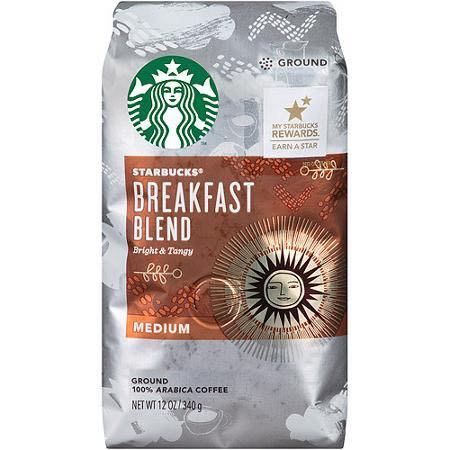 GROUND
MY STARBUCKS
REWARDS.
EARN A STAR
STARBUCKS®
BREAKFAST
BLEND
Bright & Tangy
MEDIUM
GROUND
100% ARABICA COFFEE
NET WT 12 OZ/340 g